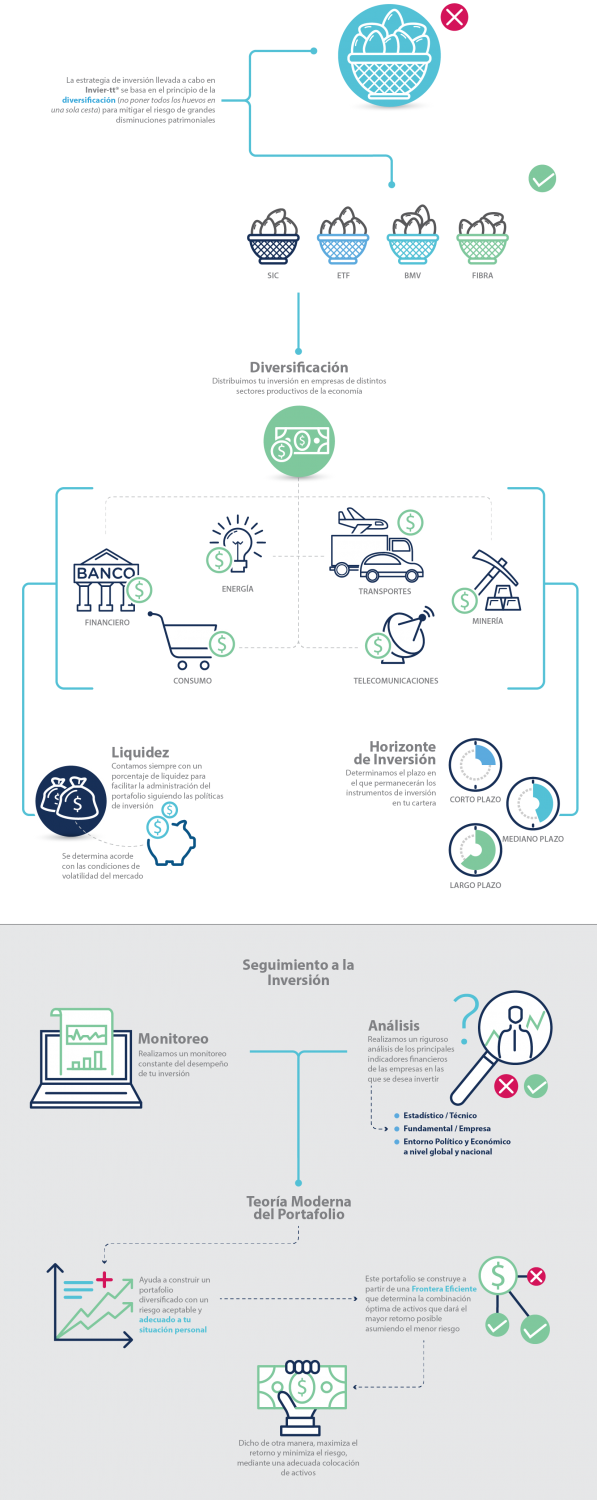 La estrategia de inversión llevada a cabo en
Invier-tt® se basa en el principio de la
diversificación (no poner todos los huevos en
una sola cesta) para mitigar el riesgo de grandes
disminuciones patrimoniales
SIC
ETF
BMV
FIBRA
Diversificación
Distribuimos tu inversión en empresas de distintos
sectores productivos de la economía
BANCO
FINANCIERO
ENERGÍA
TRANSPORTES
MINERÍA
CONSUMO
TELECOMUNICACIONES
Liquidez
Contamos siempre con un
porcentaje de liquidez para
facilitar la administración del
portafolio siguiendo las políticas
de inversión
Se determina acorde
con las condiciones de
volatilidad del mercado
Horizonte
de Inversión
Determinamos el plazo en
el que permanecerán los
instrumentos de inversión
en tu cartera
CORTO PLAZO
MEDIANO PLAZO
LARGO PLAZO
Seguimiento a la
Inversión
Monitoreo
Realizamos un monitoreo
constante del desempeño
de tu inversión
Análisis
Realizamos un riguroso
análisis de los principales
indicadores financieros
de las empresas en las
que se desea invertir
Estadístico / Técnico
Fundamental / Empresa
Entorno Político y Económico
a nivel global y nacional
Teoría Moderna
del Portafolio
Ayuda a construir un
portafolio
diversificado con un
riesgo aceptable y
adecuado a tu
situación personal
Este portafolio se construye a
partir de una Frontera Eficiente
que determina la combinación
óptima de activos que dará el
mayor retorno posible
asumiendo el menor riesgo
Dicho de otra manera, maximiza el
retorno y minimiza el riesgo,
mediante una adecuada colocación
de activos